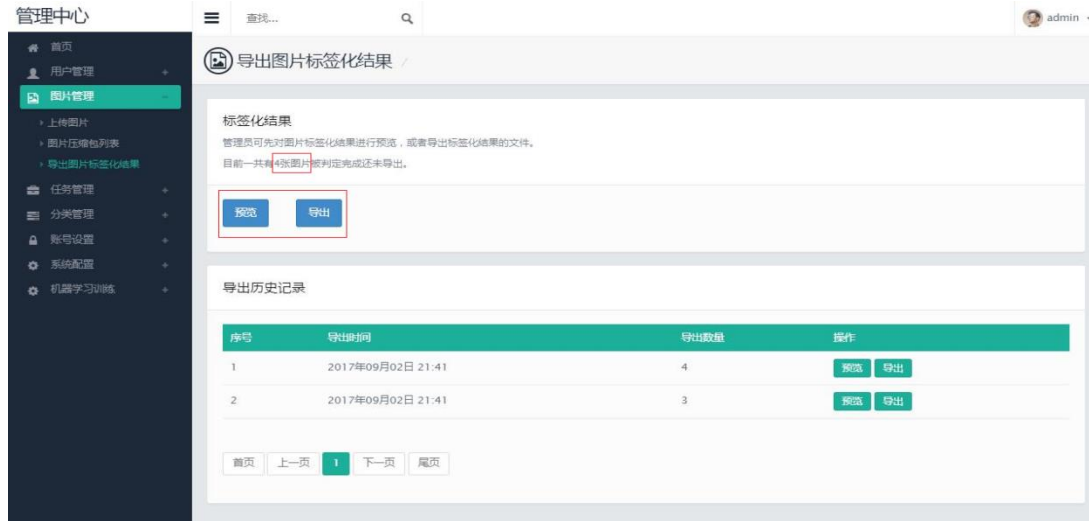 管理中心
查找...
admin
首页
用户管理 +
图片管理 -
上传图片
图片压缩包列表
导出图片标签化结果
任务管理 +
分类管理 +
账号设置 +
系统配置 +
机器学习训练 +
导出图片标签化结果 /
标签化结果
管理员可先对图片标签化结果进行预览，或者导出标签化结果的文件。
目前一共有4张图片被判定完成还未导出。
预览 导出
导出历史记录
序号 导出时间 导出数量 操作
1 2017年09月02日 21:41 4 预览 导出
2 2017年09月02日 21:41 3 预览 导出
首页 上一页 1 下一页 尾页